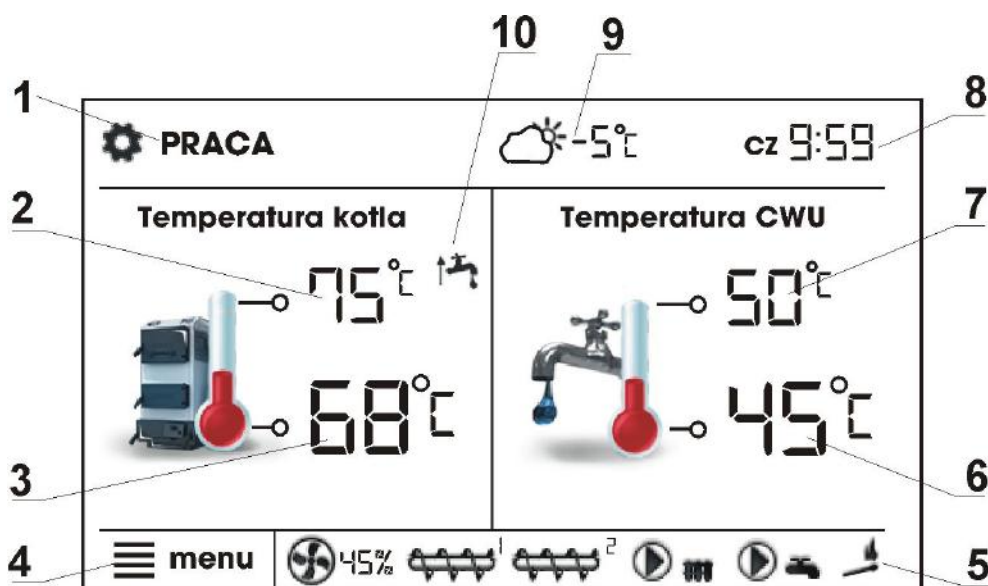 10 9
1 8
PRACA -5°C CZ 9:59
2 7
Temperatura kotła Temperatura CWU
75°C 50°C
68°C 45°C
3 6
4 menu 45% 1 2 5